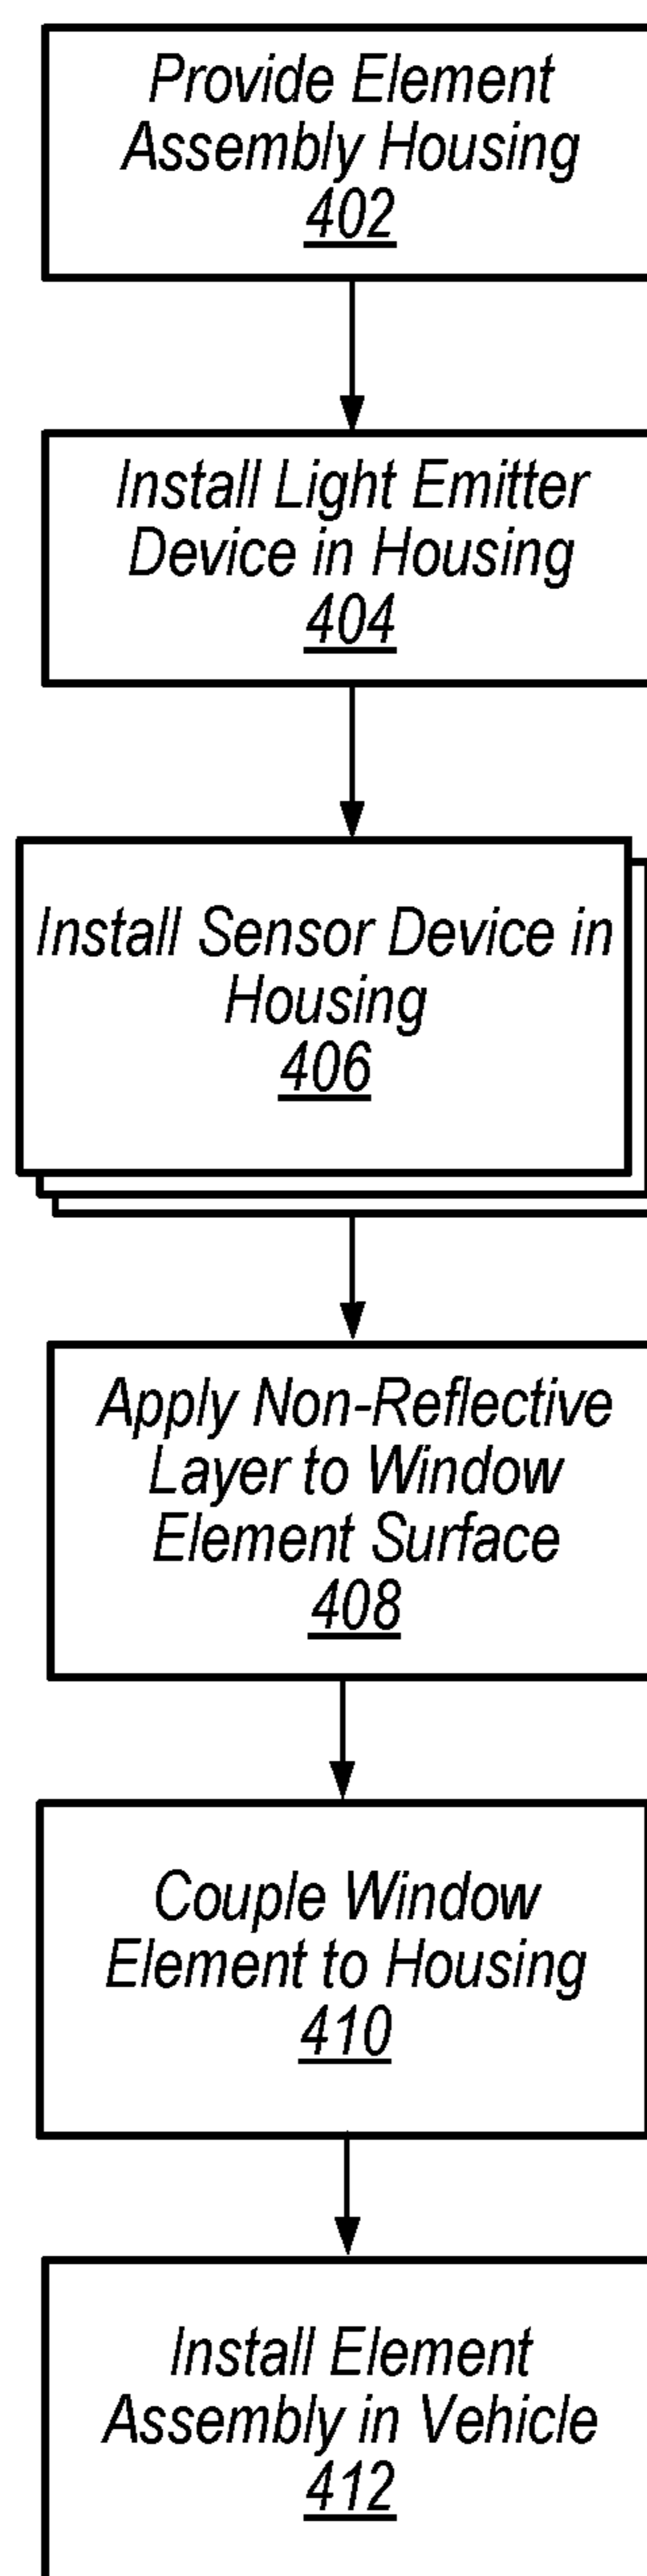 Provide Element
Assembly Housing
402
Install Light Emitter
Device in Housing
404
Install Sensor Device in
Housing
406
Apply Non-Reflective
Layer to Window
Element Surface
408
Couple Window
Element to Housing
410
Install Element
Assembly in Vehicle
412